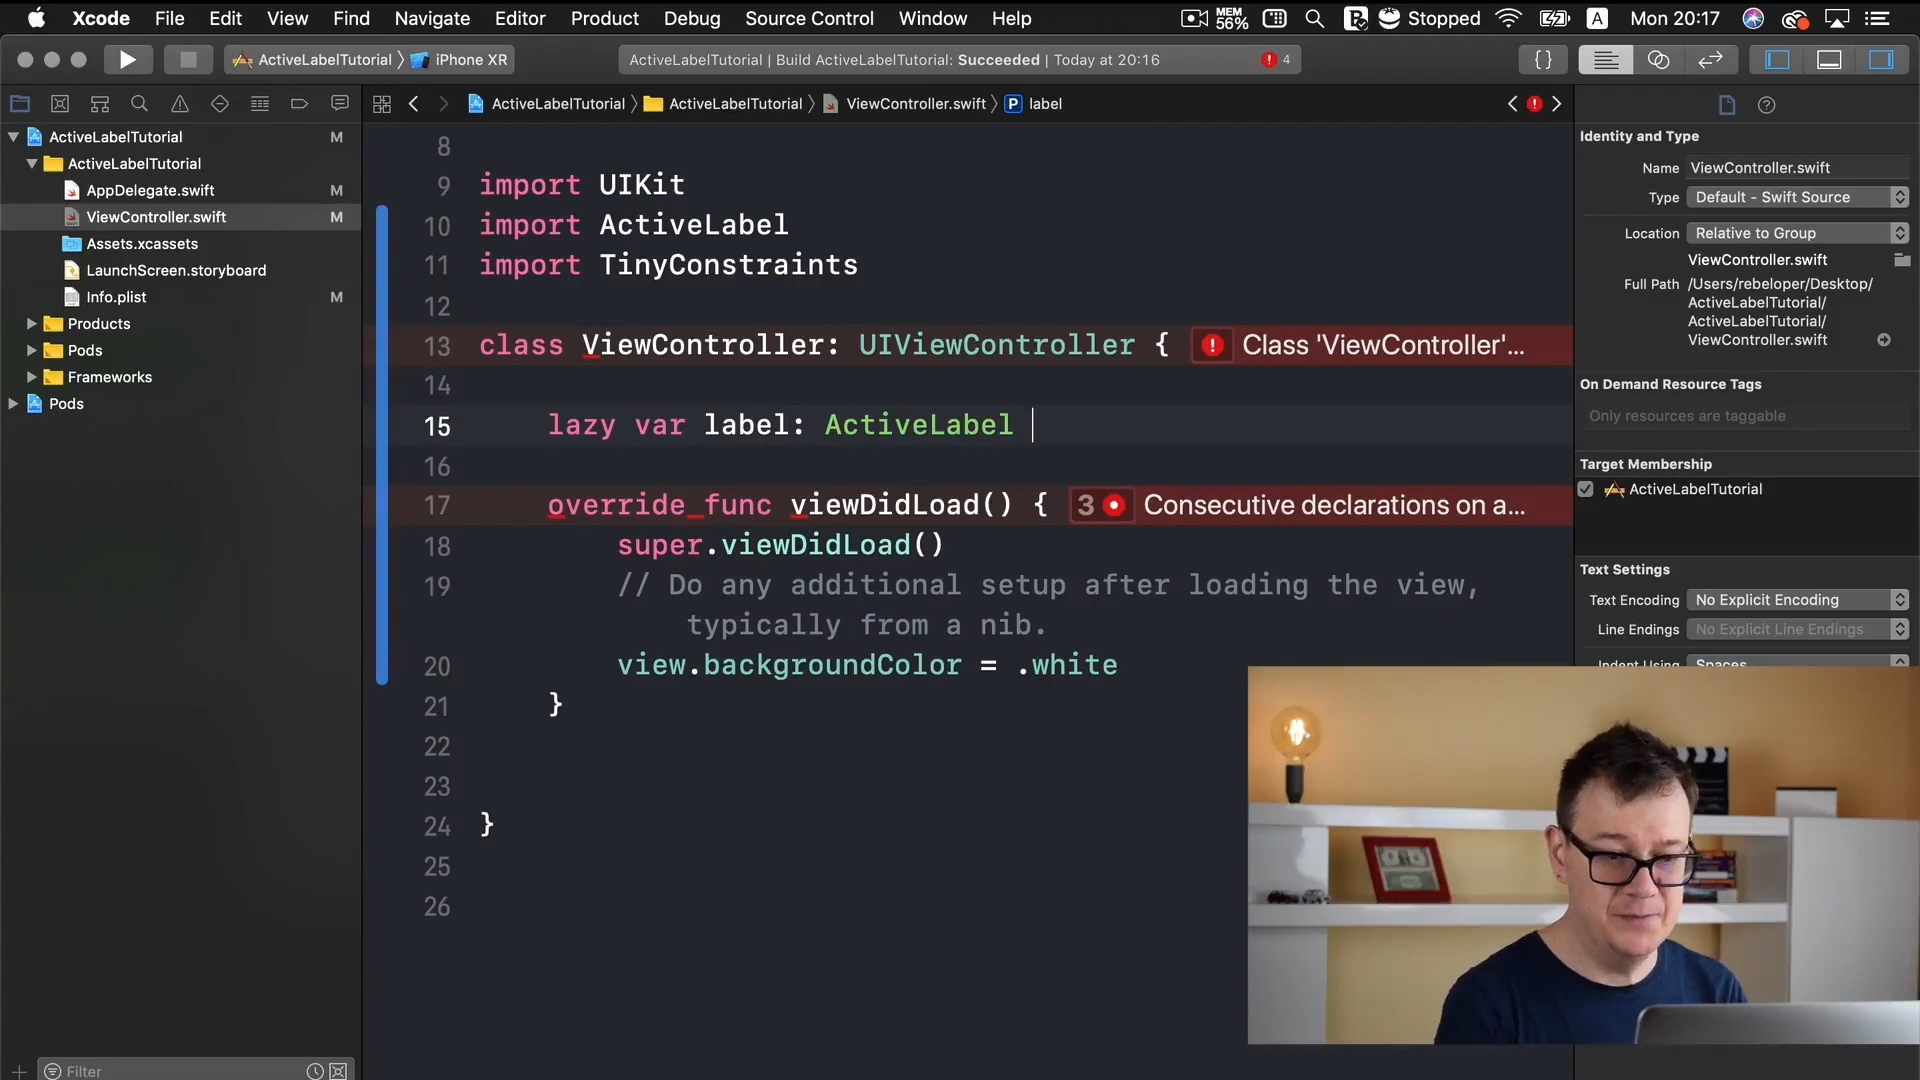 Xcode File Edit View Find Navigate Editor Product Debug Source Control Window Help MEM 56% Stopped A Mon 20:17
ActiveLabelTutorial iPhone XR ActiveLabelTutorial | Build ActiveLabelTutorial: Succeeded | Today at 20:16 4 {}
ActiveLabelTutorial ActiveLabelTutorial ViewController.swift P label
ActiveLabelTutorial M
ActiveLabelTutorial
AppDelegate.swift M
ViewController.swift M
Assets.xcassets
LaunchScreen.storyboard
Info.plist M
Products
Pods
Frameworks
Pods
Filter
8
9 import UIKit
10 import ActiveLabel
11 import TinyConstraints
12
13 class ViewController: UIViewController { Class 'ViewController'...
14
15 lazy var label: ActiveLabel
16
17 override func viewDidLoad() { 3 Consecutive declarations on a...
18 super.viewDidLoad()
19 // Do any additional setup after loading the view,
typically from a nib.
20 view.backgroundColor = .white
21 }
22
23
24 }
25
26
Identity and Type
Name ViewController.swift
Type Default - Swift Source
Location Relative to Group
ViewController.swift
Full Path /Users/rebeloper/Desktop/
ActiveLabelTutorial/
ActiveLabelTutorial/
ViewController.swift
On Demand Resource Tags
Only resources are taggable
Target Membership
ActiveLabelTutorial
Text Settings
Text Encoding No Explicit Encoding
Line Endings No Explicit Line Endings
Indent Using Spaces